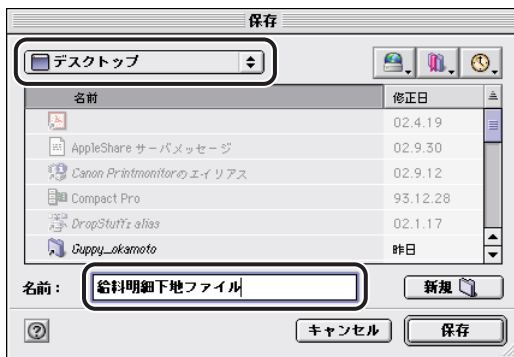 保存
デスクトップ
名前 修正日
02.4.19
AppleShare サーバメッセージ 02.9.30
Canon Printmonitorのエイリアス 02.9.12
Compact Pro 93.12.28
DropStuffz alias 02.1.17
Guppy_okamoto 昨日
名前： 給料明細下地ファイル 新規
? キャンセル 保存